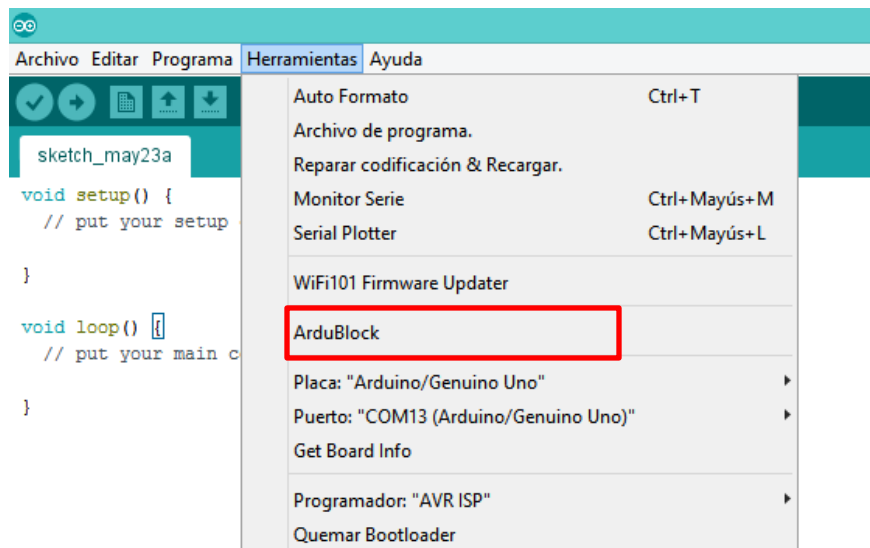 Archivo Editar Programa Herramientas Ayuda
sketch_may23a
void setup() {
// put your setup
}
void loop() {
// put your main
}
Auto Formato Ctrl+T
Archivo de programa.
Reparar codificación & Recargar.
Monitor Serie Ctrl+Mayús+M
Serial Plotter Ctrl+Mayús+L
WiFi101 Firmware Updater
ArduBlock
Placa: "Arduino/Genuino Uno"
Puerto: "COM13 (Arduino/Genuino Uno)"
Get Board Info
Programador: "AVR ISP"
Quemar Bootloader